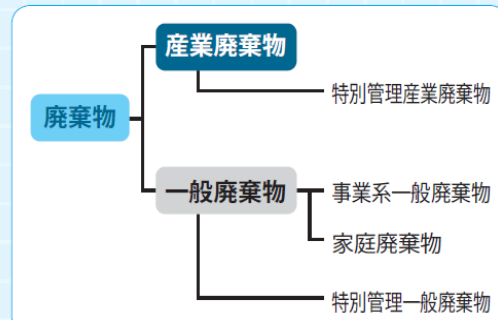 産業廃棄物
特別管理産業廃棄物
廃棄物
一般廃棄物
事業系一般廃棄物
家庭廃棄物
特別管理一般廃棄物